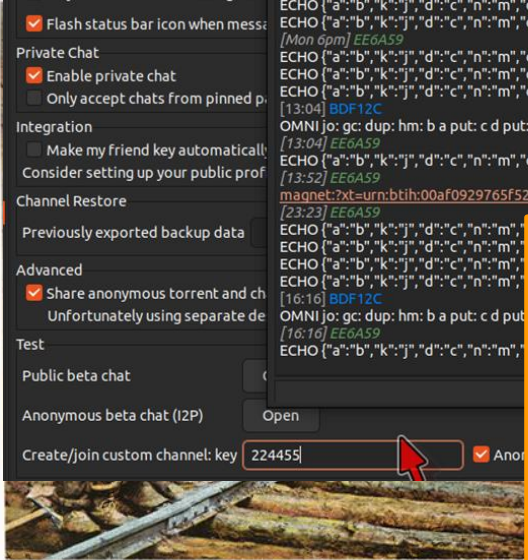 Flash status bar icon when messa
Private Chat
Enable private chat
Only accept chats from pinned pa
Integration
Make my friend key automatically
Consider setting up your public prof
Channel Restore
Previously exported backup data
Advanced
Share anonymous torrent and ch
Unfortunately using separate de
Test
Public beta chat
Anonymous beta chat (I2P)
Open
Create/join custom channel: key
224455
Anor
ECHO {"a":"b","k":"j","d":"c","n":"m","
ECHO {"a":"b","k":"j","d":"c","n":"m","
[Mon 6pm] EE6A59
ECHO {"a":"b","k":"j","d":"c","n":"m","
ECHO {"a":"b","k":"j","d":"c","n":"m","
ECHO {"a":"b","k":"j","d":"c","n":"m","
[13:04] BDF12C
OMNI jo: gc: dup: hm: b a put: c d put:
[13:04] EE6A59
ECHO {"a":"b","k":"j","d":"c","n":"m","
[13:52] EE6A59
magnet:?xt=urn:btih:00af0929765f52
[23:23] EE6A59
ECHO {"a":"b","k":"j","d":"c","n":"m","
ECHO {"a":"b","k":"j","d":"c","n":"m","
ECHO {"a":"b","k":"j","d":"c","n":"m","
ECHO {"a":"b","k":"j","d":"c","n":"m","
[16:16] BDF12C
OMNI jo: gc: dup: hm: b a put: c d put
[16:16] EE6A59
ECHO {"a":"b","k":"j","d":"c","n":"m","